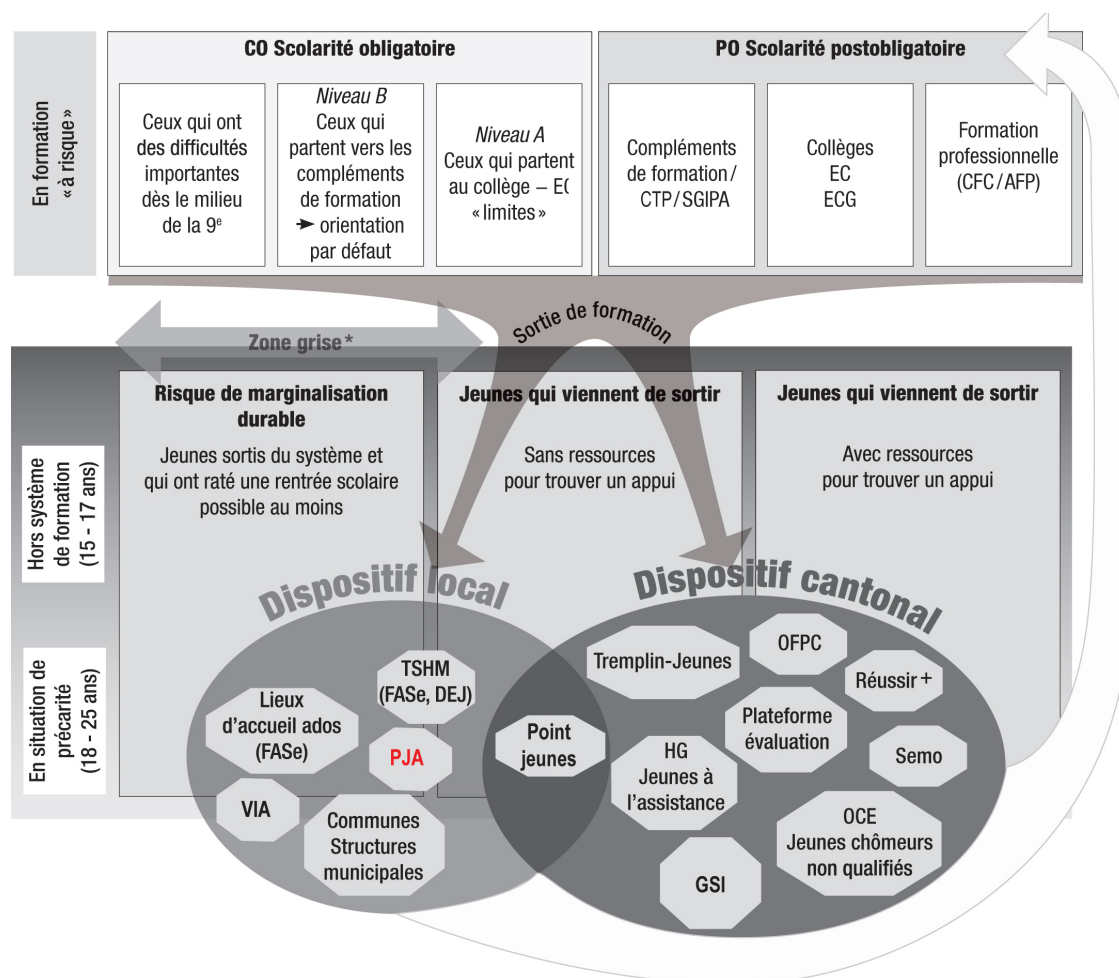 CO Scolarité obligatoire
PO Scolarité postobligatoire
En formation
« à risque »
Ceux qui ont
des difficultés
importantes
dès le milieu
de la 9e
Niveau B
Ceux qui
partent vers les
compléments
de formation
➔ orientation
par défaut
Niveau A
Ceux qui partent
au collège – EC
« limites »
Compléments
de formation /
CTP / SGIPA
Collèges
EC
ECG
Formation
professionnelle
(CFC / AFP)
Sortie de formation
Zone grise*
Hors système
de formation
(15 - 17 ans)
Risque de marginalisation
durable
Jeunes sortis du système et
qui ont raté une rentrée scolaire
possible au moins
Jeunes qui viennent de sortir
Sans ressources
pour trouver un appui
Jeunes qui viennent de sortir
Avec ressources
pour trouver un appui
En situation de
précarité
(18 - 25 ans)
Dispositif local
TSHM
(FASe, DEJ)
Lieux
d'accueil ados
(FASe)
PJA
VIA
Communes
Structures
municipales
Point
jeunes
Dispositif cantonal
Tremplin-Jeunes
OFPC
Réussir+
Plateforme
évaluation
Semo
HG
Jeunes à
l'assistance
OCE
Jeunes chômeurs
non qualifiés
GSI